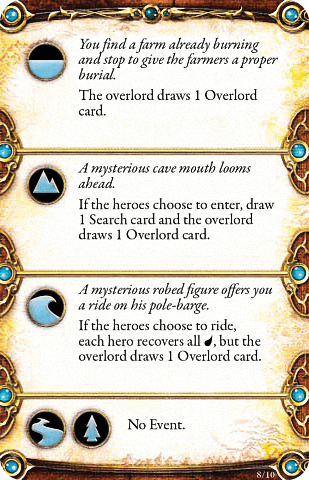 You find a farm already burning
and stop to give the farmers a proper
burial.
The overlord draws 1 Overlord
card.
A mysterious cave mouth looms
ahead.
If the heroes choose to enter, draw
1 Search card and the overlord
draws 1 Overlord card.
A mysterious robed figure offers you
a ride on his pole-barge.
If the heroes choose to ride,
each hero recovers all , but the
overlord draws 1 Overlord card.
No Event.
8/10